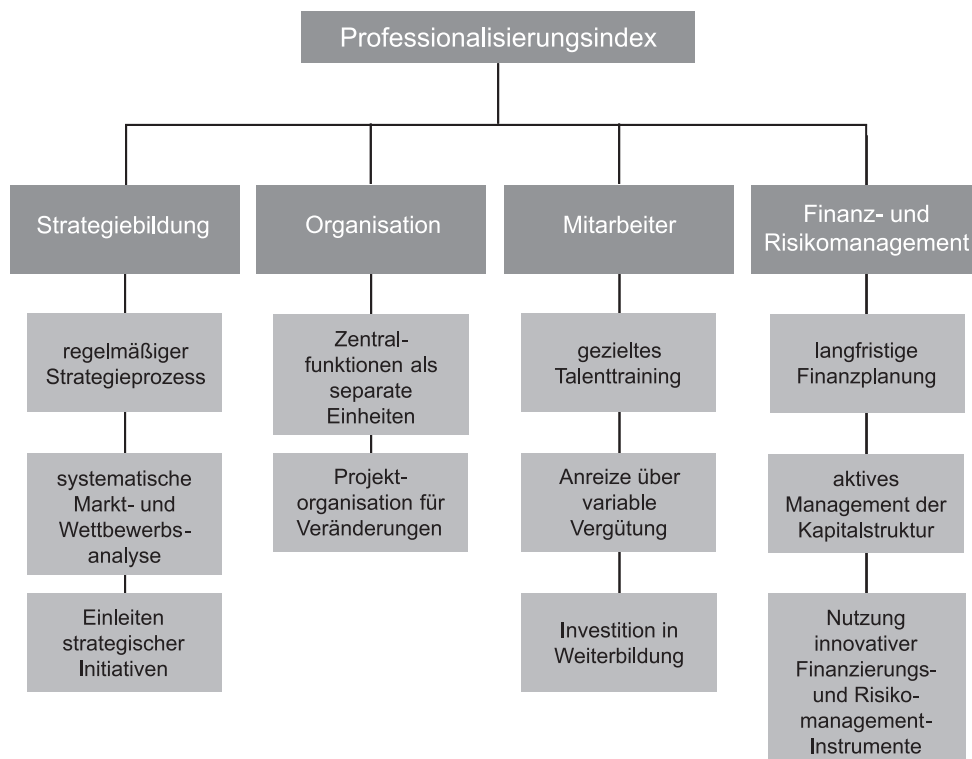 Professionalisierungsindex
Strategiebildung
Organisation
Mitarbeiter
Finanz- und
Risikomanagement
regelmäßiger
Strategieprozess
Zentral-
funktionen als
separate
Einheiten
gezieltes
Talenttraining
langfristige
Finanzplanung
systematische
Markt- und
Wettbewerbs-
analyse
Projekt-
organisation für
Veränderungen
Anreize über
variable
Vergütung
aktives
Management der
Kapitalstruktur
Einleiten
strategischer
Initiativen
Investition in
Weiterbildung
Nutzung
innovativer
Finanzierungs-
und Risiko-
management-
Instrumente